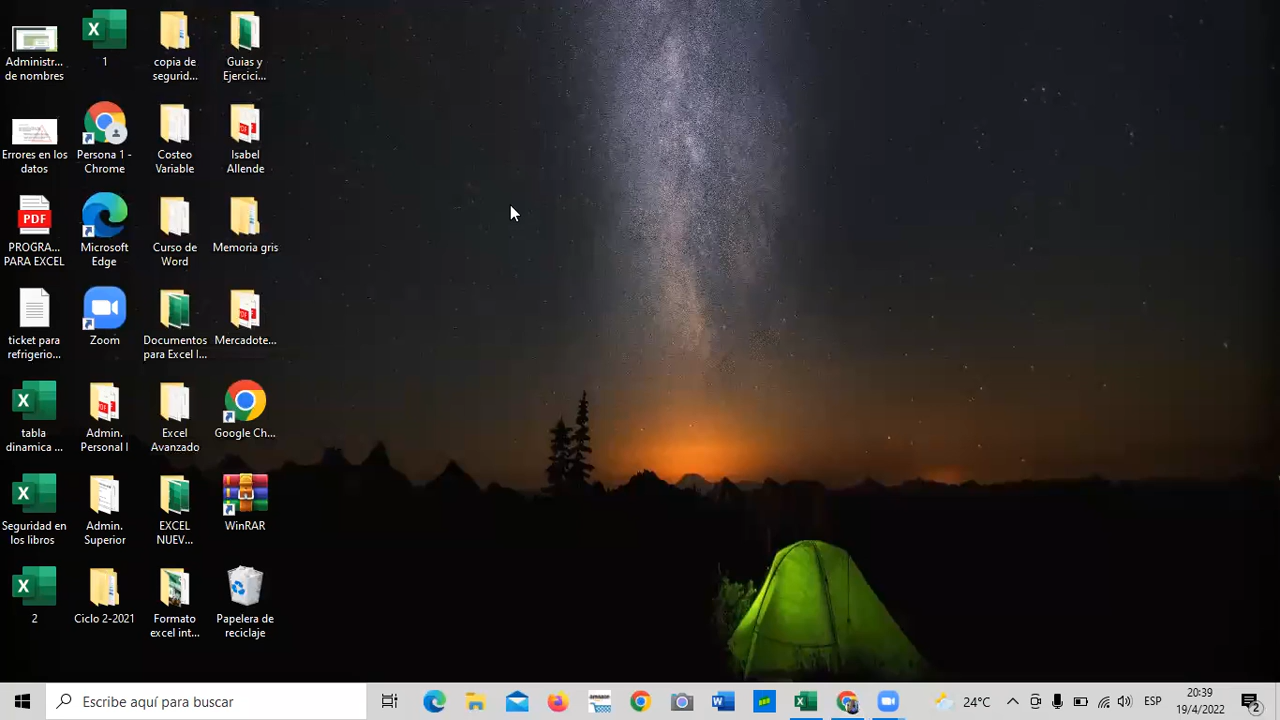 Administr...
de nombres
1
copia de
segurid...
Guias y
Ejercici...
Errores en los
datos
Persona 1 -
Chrome
Costeo
Variable
Isabel
Allende
PDF
PROGRA...
PARA EXCEL
Microsoft
Edge
Curso de
Word
Memoria gris
ticket para
refrigerio...
Zoom
Documentos
para Excel I...
Mercadote...
tabla
dinamica ...
Admin.
Personal I
Excel
Avanzado
Google Ch...
Seguridad en
los libros
Admin.
Superior
EXCEL
NUEV...
WinRAR
2
Ciclo 2-2021
Formato
excel int...
Papelera de
reciclaje
Escribe aquí para buscar
24°C
ESP
20:39
19/4/2022
2